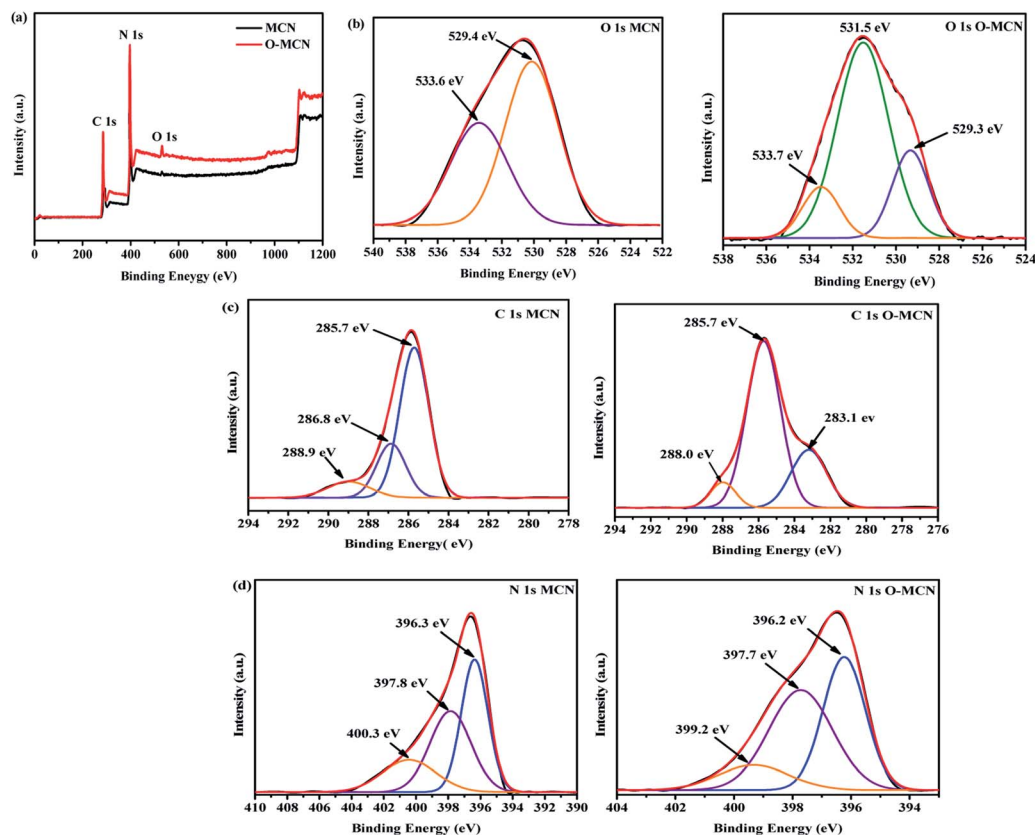 (a)
MCN
O-MCN
N 1s
C 1s
O 1s
Intensity (a.u.)
0 200 400 600 800 1000 1200
Binding Eneygy (eV)
(b)
O 1s MCN
529.4 eV
533.6 eV
Intensity (a.u.)
540 538 536 534 532 530 528 526 524 522
Binding Energy (eV)
O 1s O-MCN
531.5 eV
529.3 eV
533.7 eV
Intensity (a.u.)
538 536 534 532 530 528 526 524
Binding Energy (eV)
(c)
C 1s MCN
285.7 eV
286.8 eV
288.9 eV
Intensity (a.u.)
294 292 290 288 286 284 282 280 278
Binding Energy( eV)
C 1s O-MCN
285.7 eV
283.1 ev
288.0 eV
Intensity (a.u.)
294 292 290 288 286 284 282 280 278 276
Binding Energy (eV)
(d)
N 1s MCN
396.3 eV
397.8 eV
400.3 eV
Intensity (a.u.)
410 408 406 404 402 400 398 396 394 392 390
Binding Energy (eV)
N 1s O-MCN
396.2 eV
397.7 eV
399.2 eV
Intensity (a.u.)
404 402 400 398 396 394
Binding Energy (eV)